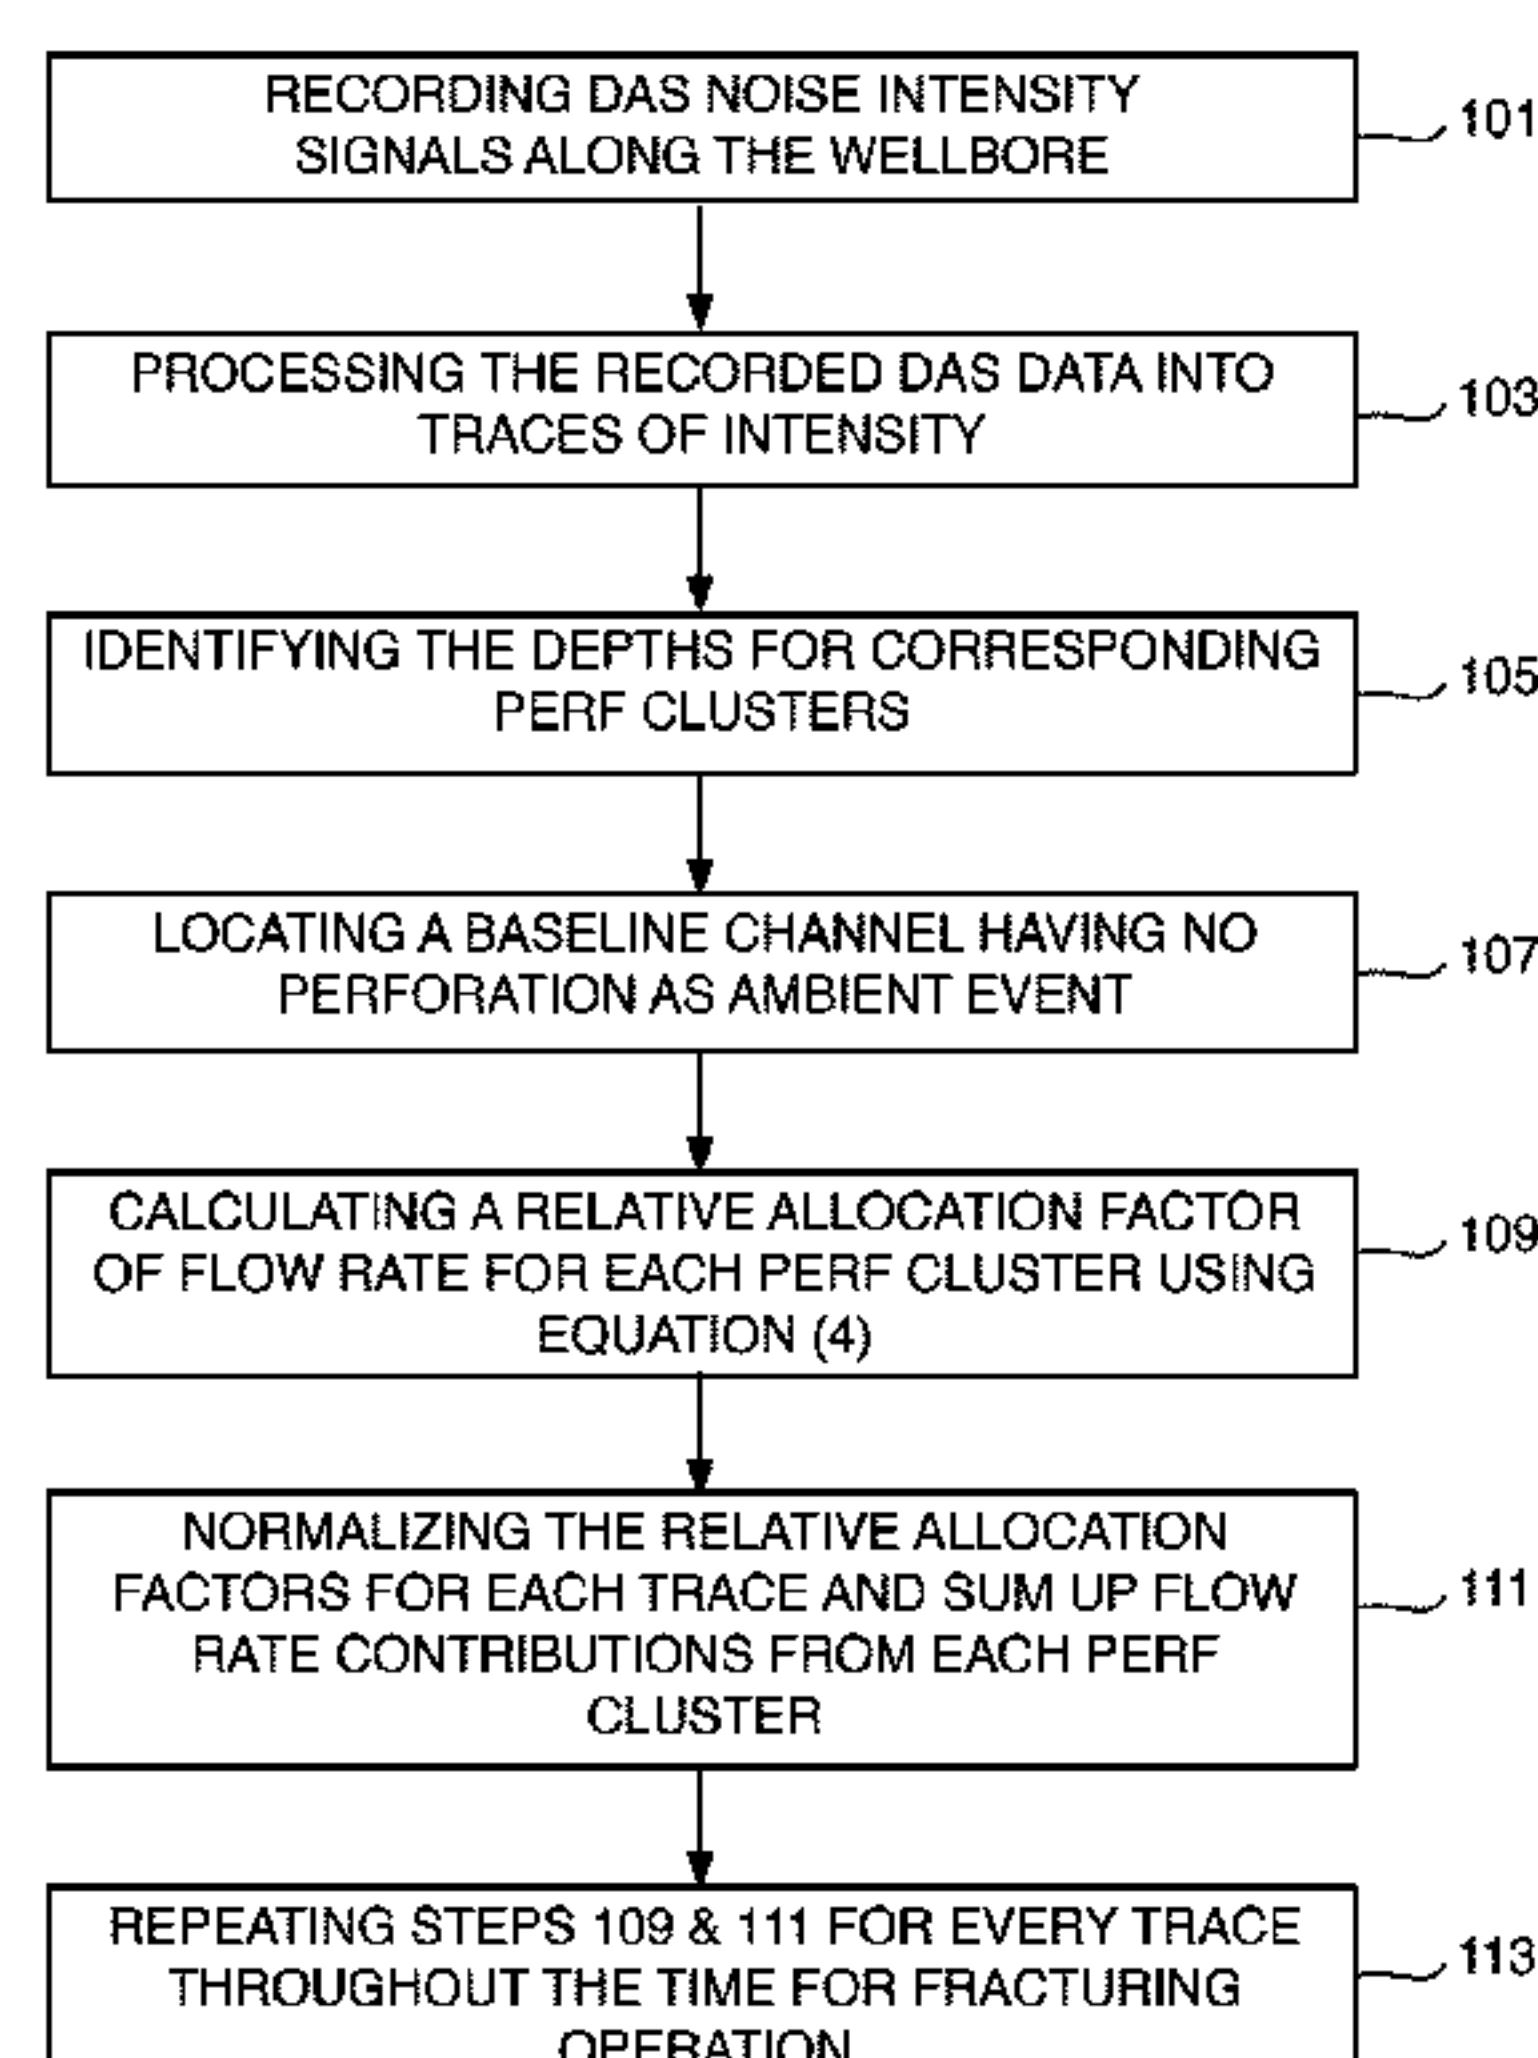 RECORDING DAS NOISE INTENSITY
SIGNALS ALONG THE WELLBORE
101
PROCESSING THE RECORDED DAS DATA INTO
TRACES OF INTENSITY
103
IDENTIFYING THE DEPTHS FOR CORRESPONDING
PERF CLUSTERS
105
LOCATING A BASELINE CHANNEL HAVING NO
PERFORATION AS AMBIENT EVENT
107
CALCULATING A RELATIVE ALLOCATION FACTOR
OF FLOW RATE FOR EACH PERF CLUSTER USING
EQUATION (4)
109
NORMALIZING THE RELATIVE ALLOCATION
FACTORS FOR EACH TRACE AND SUM UP FLOW
RATE CONTRIBUTIONS FROM EACH PERF
CLUSTER
111
REPEATING STEPS 109 & 111 FOR EVERY TRACE
THROUGHOUT THE TIME FOR FRACTURING
OPERATION
113